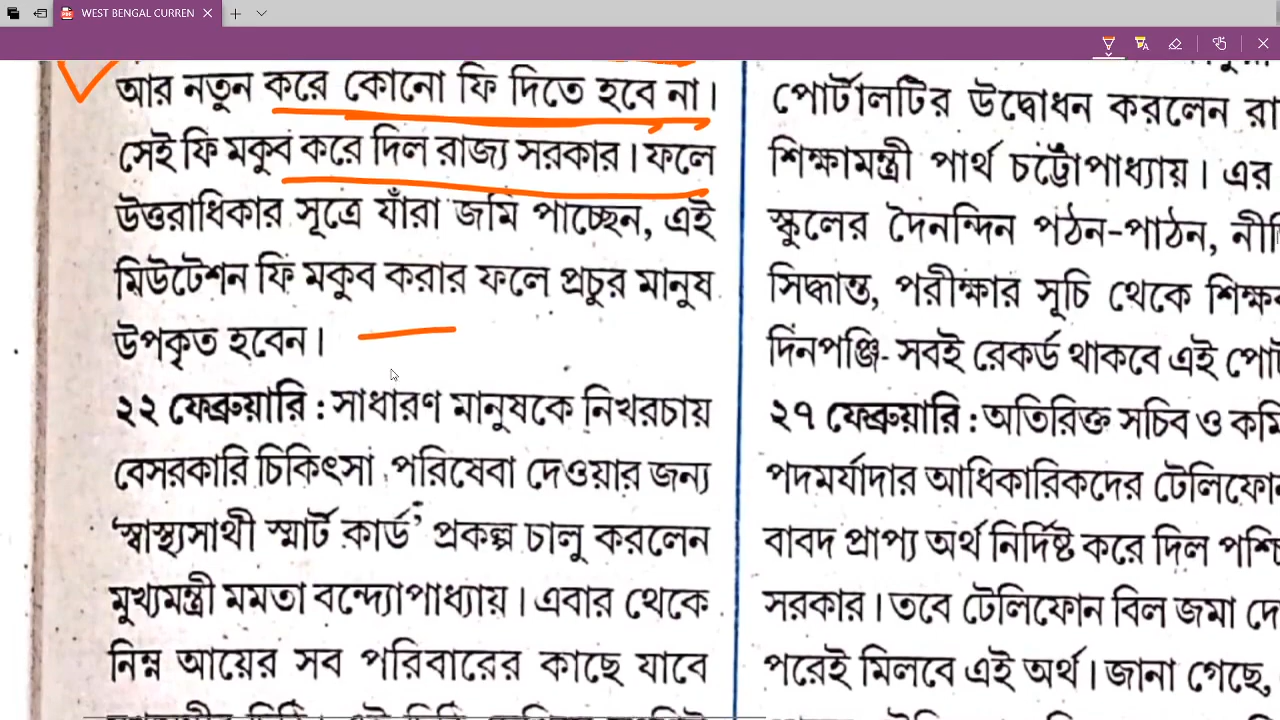 WEST BENGAL CURREN
আর নতুন করে কোনো ফি দিতে হবে না।
সেই ফি মকুব করে দিল রাজ্য সরকার। ফলে
উত্তরাধিকার সূত্রে যাঁরা জমি পাচ্ছেন, এই
মিউটেশন ফি মকুব করার ফলে প্রচুর মানুষ
উপকৃত হবেন।
২২ ফেব্রুয়ারি : সাধারণ মানুষকে নিখরচায়
বেসরকারি চিকিৎসা পরিষেবা দেওয়ার জন্য
'স্বাস্থ্যসাথী স্মার্ট কার্ড' প্রকল্প চালু করলেন
মুখ্যমন্ত্রী মমতা বন্দ্যোপাধ্যায়। এবার থেকে
নিম্ন আয়ের সব পরিবারের কাছে যাবে
পোর্টালটির উদ্বোধন করলেন রা
শিক্ষামন্ত্রী পার্থ চট্টোপাধ্যায়। এর
স্কুলের দৈনন্দিন পঠন-পাঠন, নী
সিদ্ধান্ত, পরীক্ষার সূচি থেকে শিক্ষ
দিনপঞ্জি- সবই রেকর্ড থাকবে এই পো
২৭ ফেব্রুয়ারি : অতিরিক্ত সচিব ও কমি
পদমর্যাদার আধিকারিকদের টেলিফো
বাবদ প্রাপ্য অর্থ নির্দিষ্ট করে দিল পশ্চি
সরকার। তবে টেলিফোন বিল জমা দে
পরেই মিলবে এই অর্থ। জানা গেছে,